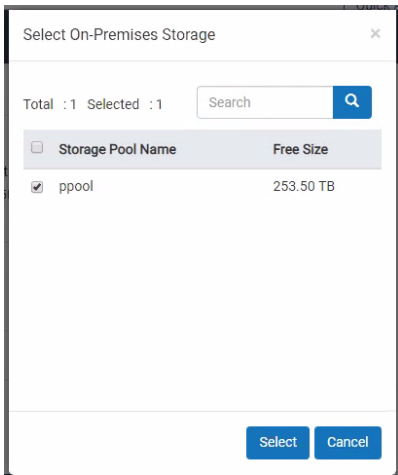 Select On-Premises Storage ×
Total : 1 Selected : 1 Search
Storage Pool Name Free Size
ppool 253.50 TB
Select Cancel